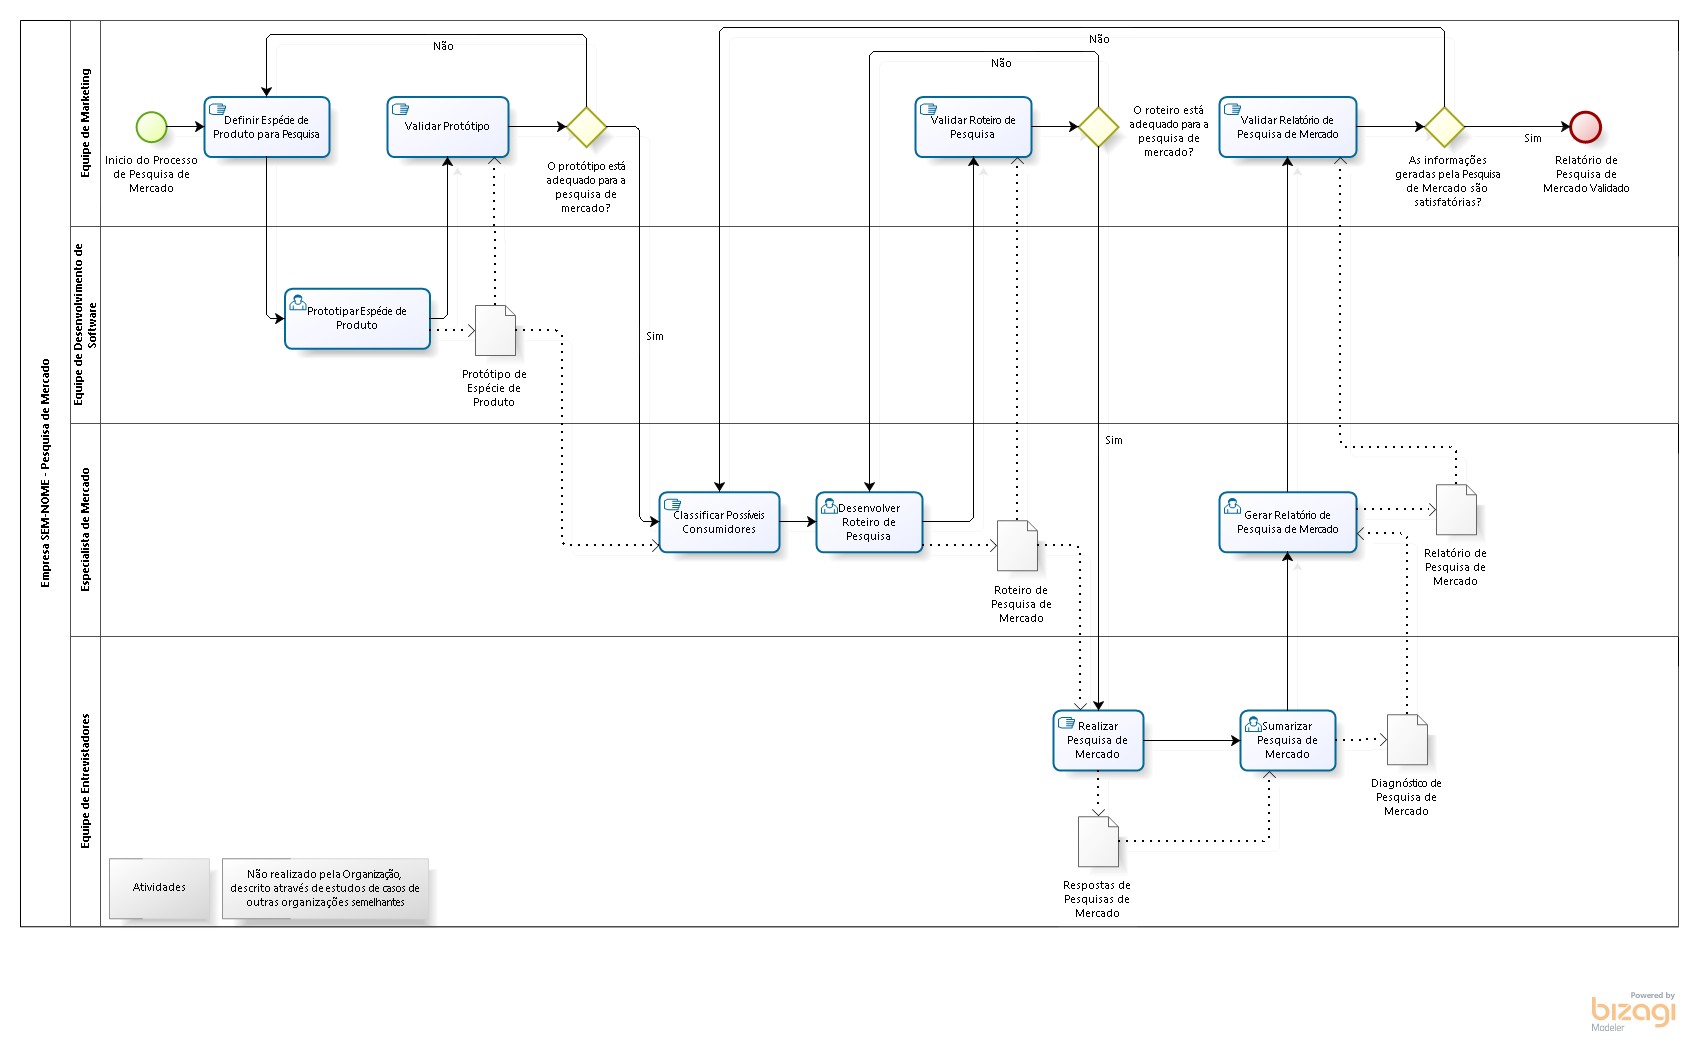 Empresa SEM-NOME - Pesquisa de Mercado
Equipe de Marketing
Não
Não
Não
Inicio do Processo
de Pesquisa de
Mercado
Definir Espécie de
Produto para Pesquisa
Validar Protótipo
O protótipo está
adequado para a
pesquisa de
mercado?
Validar Roteiro de
Pesquisa
O roteiro está
adequado para a
pesquisa de
mercado?
Validar Relatório de
Pesquisa de Mercado
As informações
geradas pela Pesquisa
de Mercado são
satisfatórias?
Sim
Relatório de
Pesquisa de
Mercado Validado
Equipe de Desenvolvimento de
Software
Prototipar Espécie de
Produto
Protótipo de
Espécie de
Produto
Sim
Especialista de Mercado
Sim
Classificar Possíveis
Consumidores
Desenvolver
Roteiro de
Pesquisa
Roteiro de
Pesquisa de
Mercado
Gerar Relatório de
Pesquisa de Mercado
Relatório de
Pesquisa de
Mercado
Equipe de Entrevistadores
Realizar
Pesquisa de
Mercado
Sumarizar
Pesquisa de
Mercado
Diagnóstico de
Pesquisa de
Mercado
Respostas de
Pesquisas de
Mercado
Atividades
Não realizado pela Organização,
descrito através de estudos de casos de
outras organizações semelhantes
Powered by
bizagi
Modeler